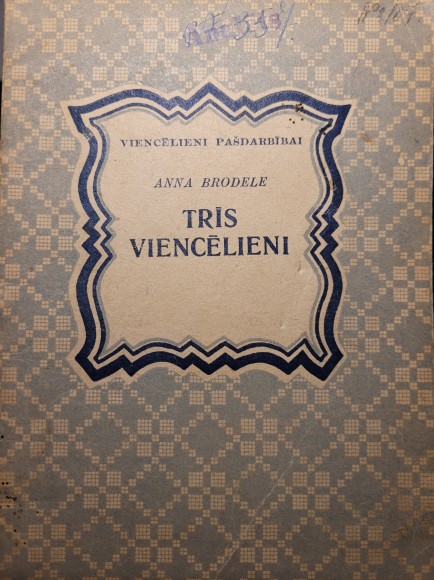 VIENCĒLIENI PAŠDARBĪBAI
ANNA BRODELE
TRĪS
VIENCĒLIENI